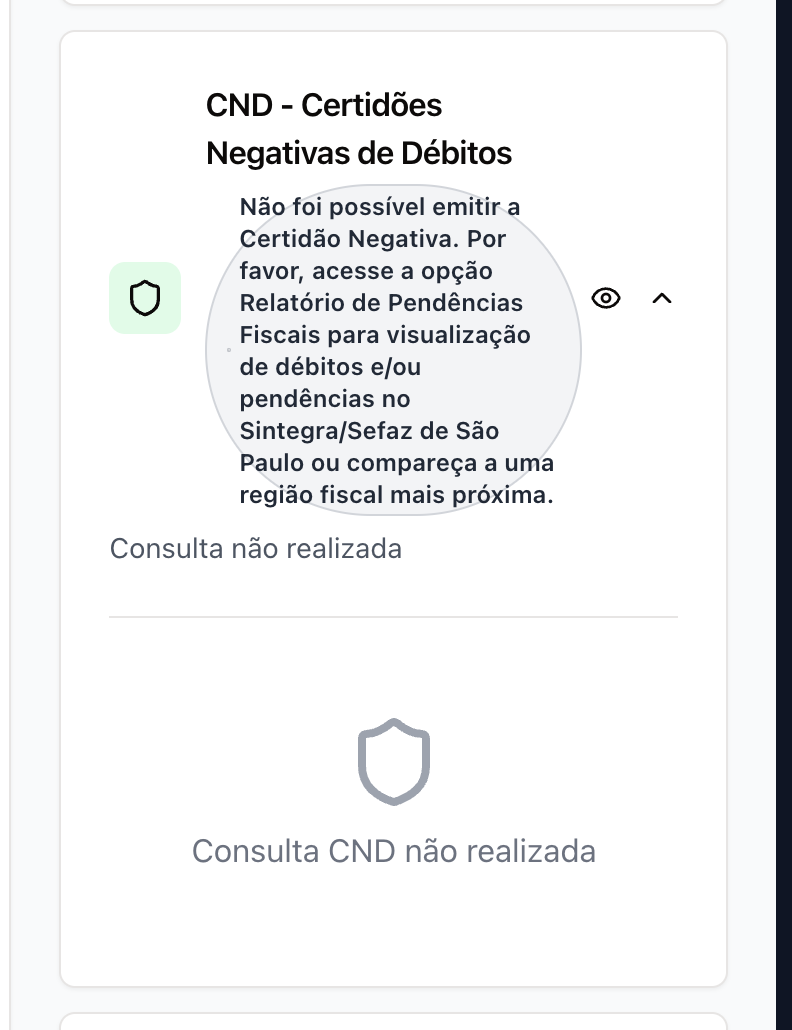 CND - Certidões
Negativas de Débitos
Não foi possível emitir a
Certidão Negativa. Por
favor, acesse a opção
Relatório de Pendências
Fiscais para visualização
de débitos e/ou
pendências no
Sintegra/Sefaz de São
Paulo ou compareça a uma
região fiscal mais próxima.
Consulta não realizada
Consulta CND não realizada